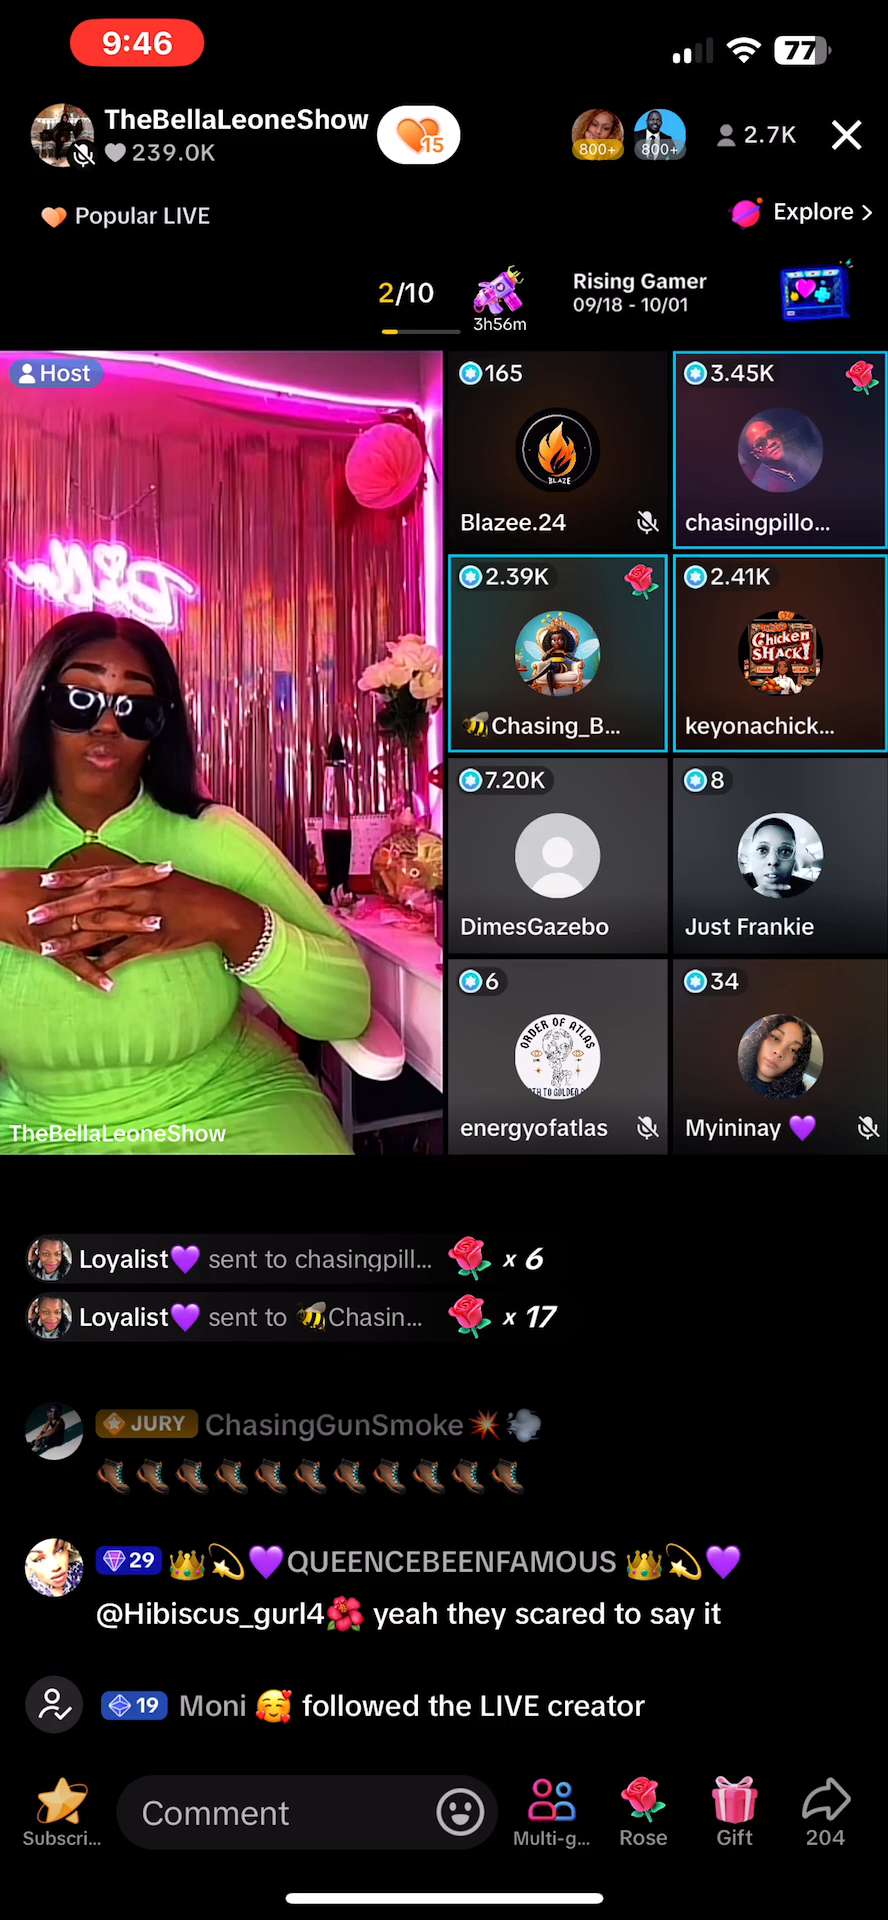 9:46
77
TheBellaLeoneShow
239.0K
15
800+
800+
2.7K
Popular LIVE
Explore >
2/10
3h56m
Rising Gamer
09/18 - 10/01
Host
TheBellaLeoneShow
165
BLAZE
Blazee.24
3.45K
chasingpillo...
2.39K
🐝Chasing_B...
2.41K
Chicken
SHACK!
keyonachick...
7.20K
DimesGazebo
8
Just Frankie
6
ORDER OF ATLAS
energyofatlas
34
Myininay 💜
Loyalist💜 sent to chasingpill... x 6
Loyalist💜 sent to 🐝Chasin... x 17
JURY ChasingGunSmoke💥💨
🥾🥾🥾🥾🥾🥾🥾🥾🥾🥾🥾
29 👑💫💜QUEENCEBEENFAMOUS 👑💫💜
@Hibiscus_gurl4🌺 yeah they scared to say it
19 Moni 🥰 followed the LIVE creator
Subscri...
Comment
Multi-g...
Rose
Gift
204